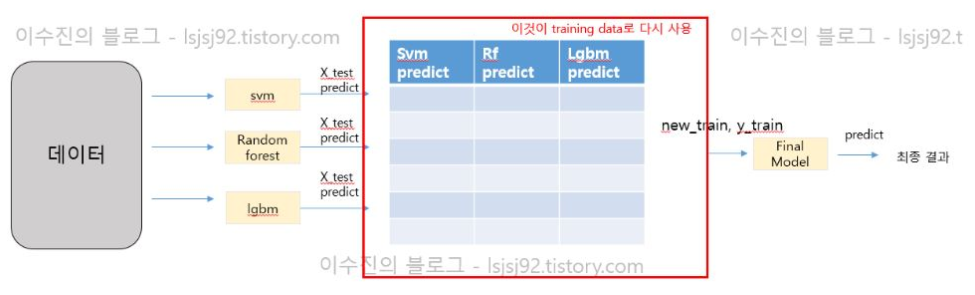 이것이 training data로 다시 사용
이수진의 블로그 - lsjsj92.tistory.com
이수진의 블로그 - lsjsj92.t
데이터
svm
Random
forest
lgbm
X_test
predict
X_test
predict
X_test
predict
Svm
predict
Rf
predict
Lgbm
predict
new_train, y_train
Final
Model
predict
최종 결과
이수진의 블로그 - lsjsj92.tistory.com